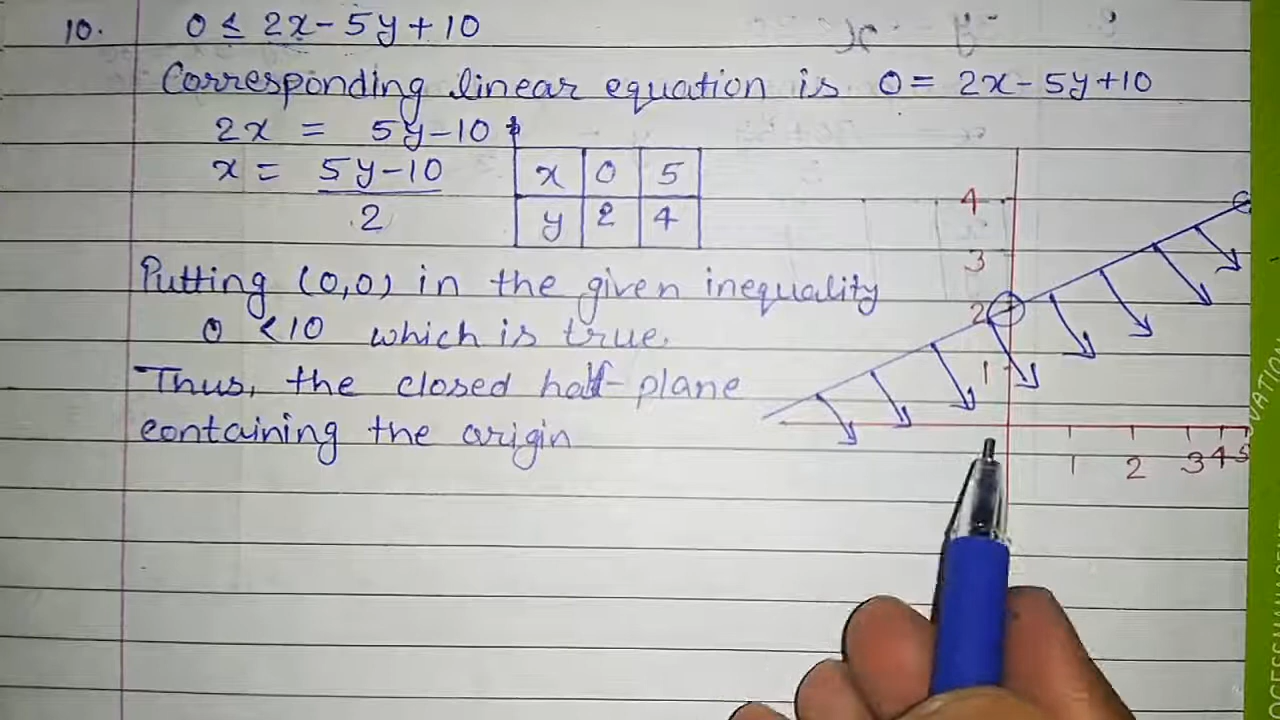 10. 0 ≤ 2x - 5y + 10
Corresponding linear equation is 0 = 2x - 5y + 10
2x = 5y - 10
x = 5y - 10
2
x 0 5
y 2 4
Putting (0,0) in the given inequality
0 < 10 which is true.
Thus, the closed half-plane
containing the origin
4
3
2
1
1 2 3 4 5